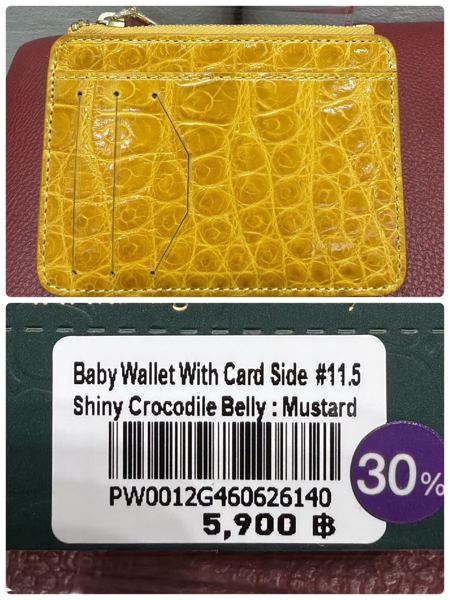 Baby Wallet With Card Side #11.5
Shiny Crocodile Belly : Mustard
PW0012G460626140
5,900 ฿
30%